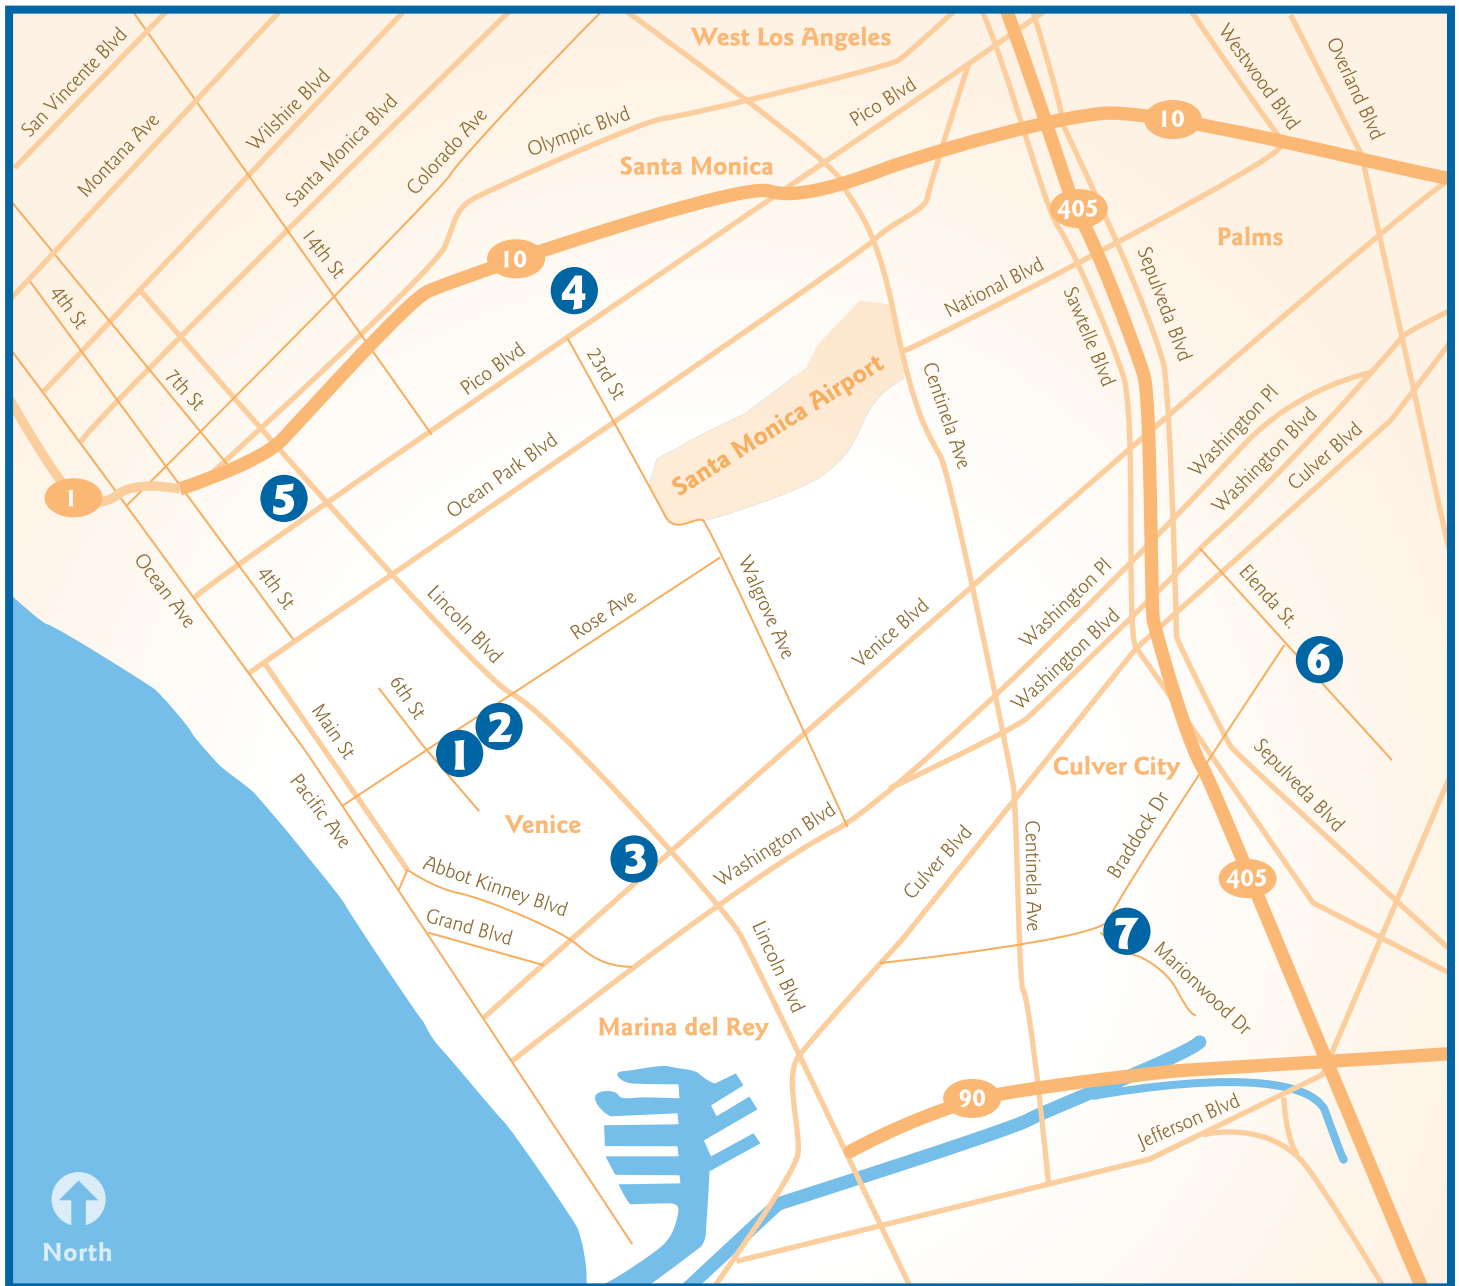 West Los Angeles
San Vincente Blvd
Montana Ave
Wilshire Blvd
Santa Monica Blvd
Colorado Ave
Olympic Blvd
Pico Blvd
Westwood Blvd
Overland Blvd
10
Santa Monica
405
Palms
14th St
10
4
National Blvd
Sawtelle Blvd
Sepulveda Blvd
4th St
7th St
Pico Blvd
23rd St
Santa Monica Airport
Centinela Ave
Washington Pl
Washington Blvd
Culver Blvd
Ocean Park Blvd
1
5
Ocean Ave
4th St
Lincoln Blvd
Rose Ave
Walgrove Ave
Venice Blvd
Washington Pl
Washington Blvd
Elenda St.
6
6th St
Main St
2
1
Culver City
Sepulveda Blvd
Pacific Ave
Venice
3
Washington Blvd
Culver Blvd
Centinela Ave
Braddock Dr
405
Abbot Kinney Blvd
Grand Blvd
Lincoln Blvd
7
Marionwood Dr
Marina del Rey
90
Jefferson Blvd
North